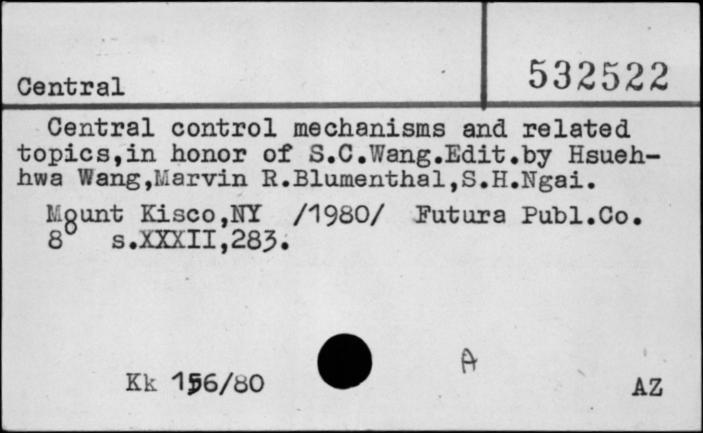 532522
Central
Central control mechanisms and related
topics,in honor of S.C.Wang.Edit.by Hsueh-
hwa Wang,Marvin R.Blumenthal,S.H.Ngai.
Mount Kisco,NY /1980/ Futura Publ.Co.
8° s.XXXII,283.
A
Kk 156/80
AZ